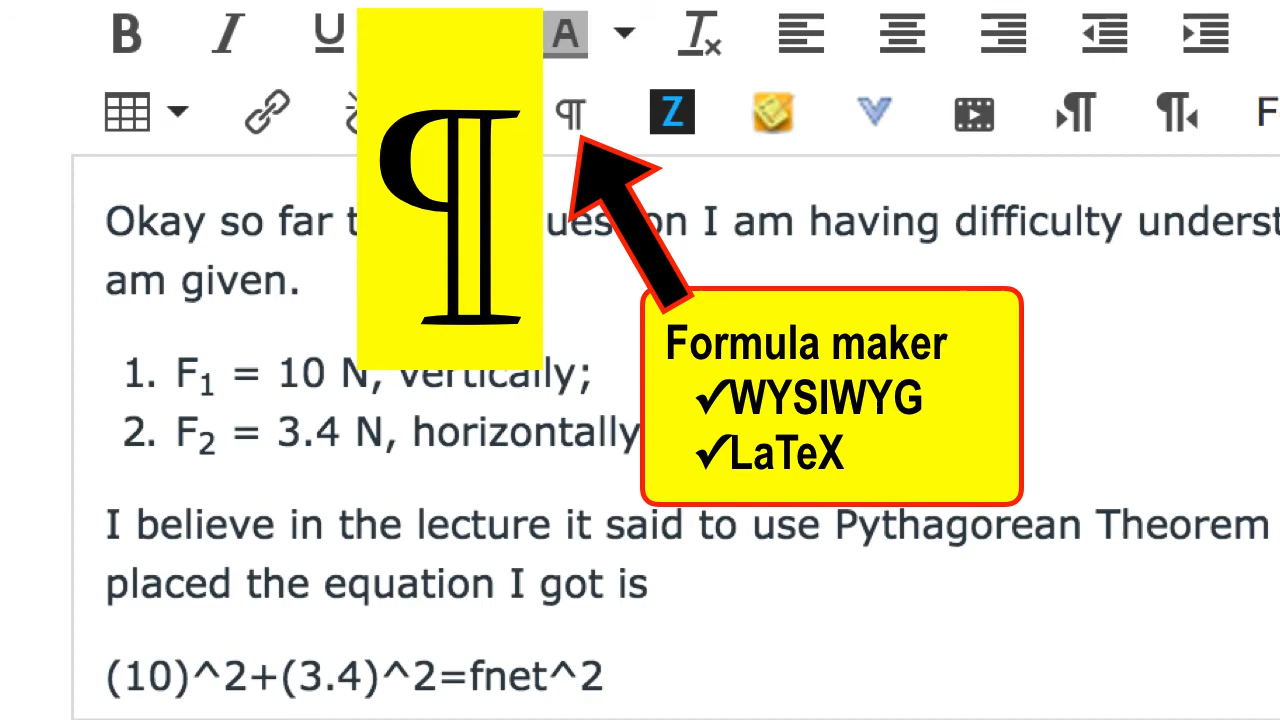 B I U A Tx
¶ Z ¶ ¶ F
¶
Okay so far on I am having difficulty
am given.
1. F₁ = 10 N, vertically;
2. F₂ = 3.4 N, horizontally
Formula maker
✓WYSIWYG
✓LaTeX
I believe in the lecture it said to use Pythagorean Theorem
placed the equation I got is
(10)^2+(3.4)^2=fnet^2